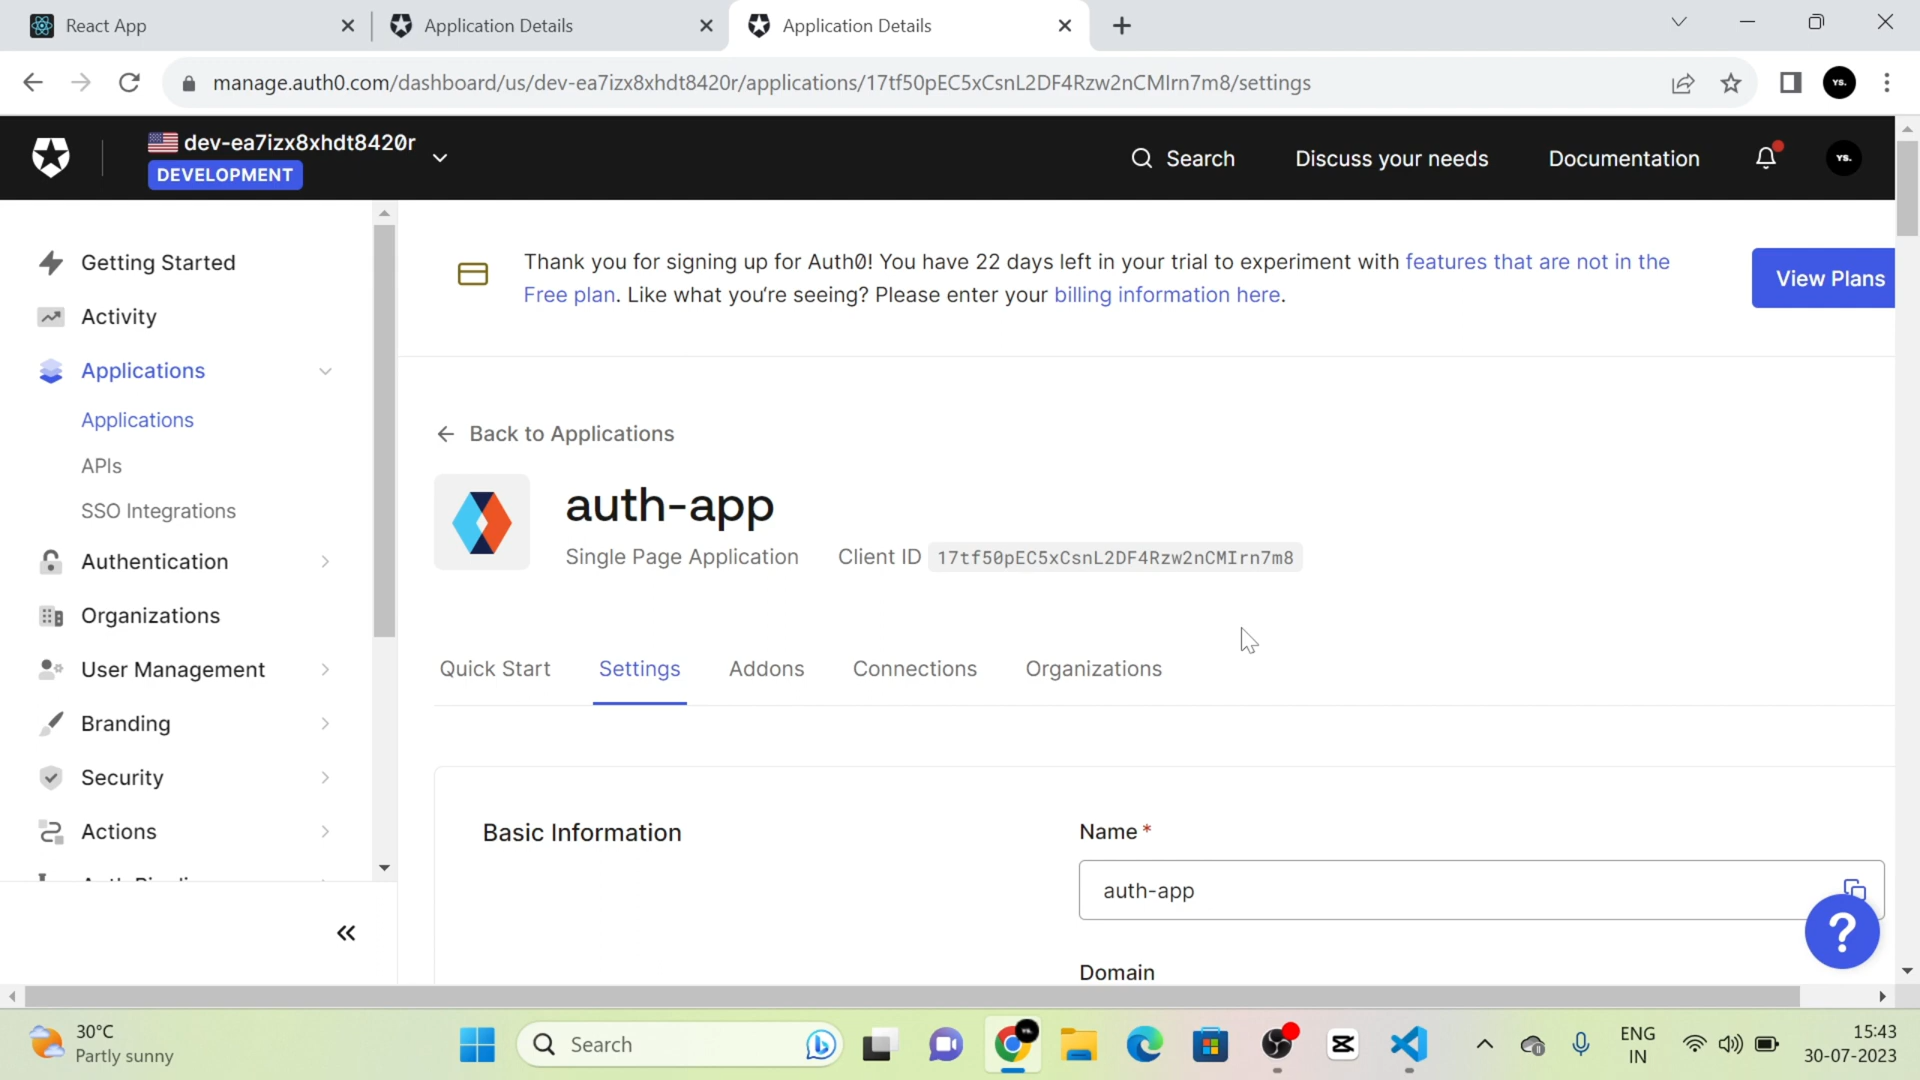 React App
Application Details
Application Details
manage.auth0.com/dashboard/us/dev-ea7izx8xhdt8420r/applications/17tf50pEC5xCsnL2DF4Rzw2nCMIrn7m8/settings
YS.
dev-ea7izx8xhdt8420r
DEVELOPMENT
Search
Discuss your needs
Documentation
YS.
Getting Started
Activity
Applications
Applications
APIs
SSO Integrations
Authentication
Organizations
User Management
Branding
Security
Actions
Thank you for signing up for Auth0! You have 22 days left in your trial to experiment with features that are not in the
Free plan. Like what you're seeing? Please enter your billing information here.
View Plans
Back to Applications
auth-app
Single Page Application
Client ID 17tf50pEC5xCsnL2DF4Rzw2nCMIrn7m8
Quick Start
Settings
Addons
Connections
Organizations
Basic Information
Name *
auth-app
Domain
?
30°C
Partly sunny
Search
ENG
IN
15:43
30-07-2023